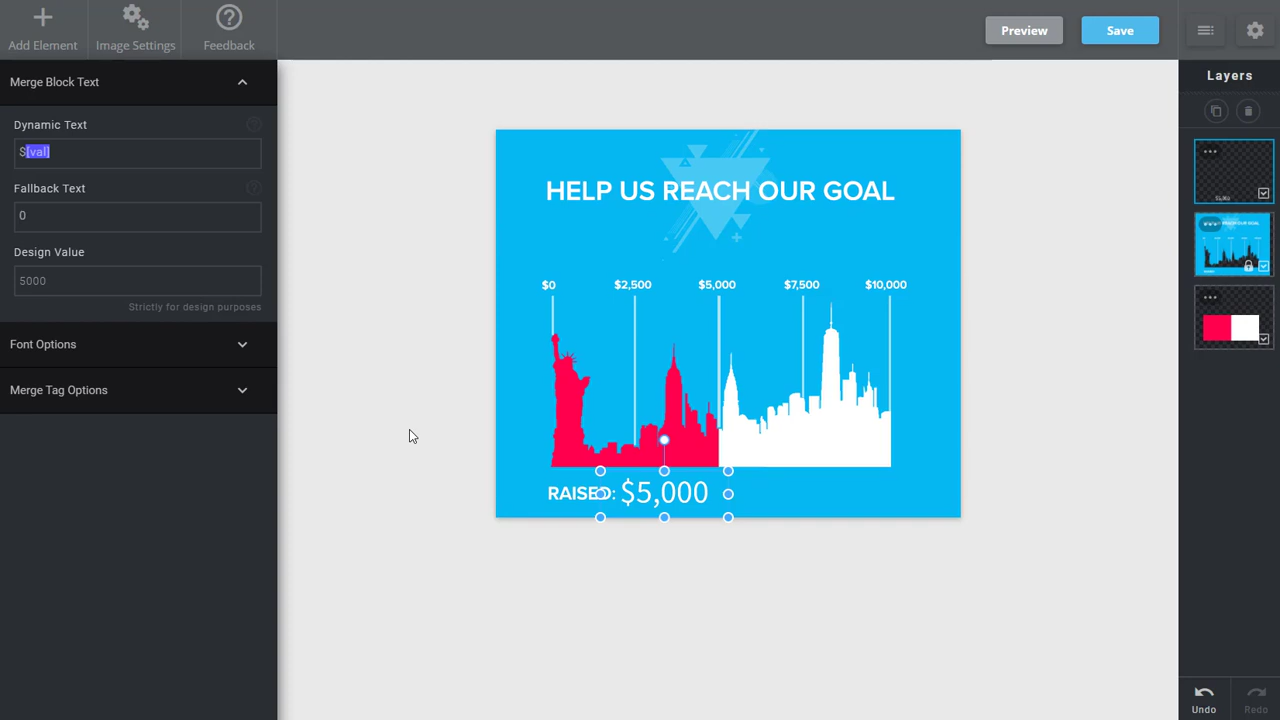 Add Element
Image Settings
Feedback
Preview
Save
Merge Block Text
Dynamic Text
$[val]
Fallback Text
0
Design Value
5000
Strictly for design purposes
Font Options
Merge Tag Options
HELP US REACH OUR GOAL
$0 $2,500 $5,000 $7,500 $10,000
RAISED: $5,000
Layers
Undo
Redo